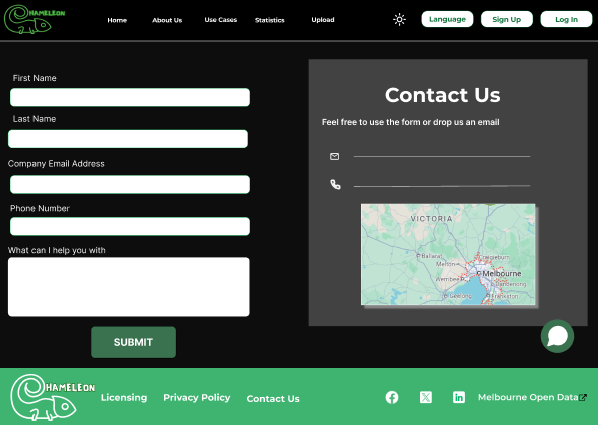 CHAMELEON
Home About Us Use Cases Statistics Upload Language Sign Up Log In
First Name
Last Name
Company Email Address
Phone Number
What can I help you with
SUBMIT
Contact Us
Feel free to use the form or drop us an email
VICTORIA
Ballarat
Craigieburn
Melton
Melbourne
Werribee
Dandenong
Geelong
Frankston
HAMELEON
Licensing Privacy Policy Contact Us Melbourne Open Data